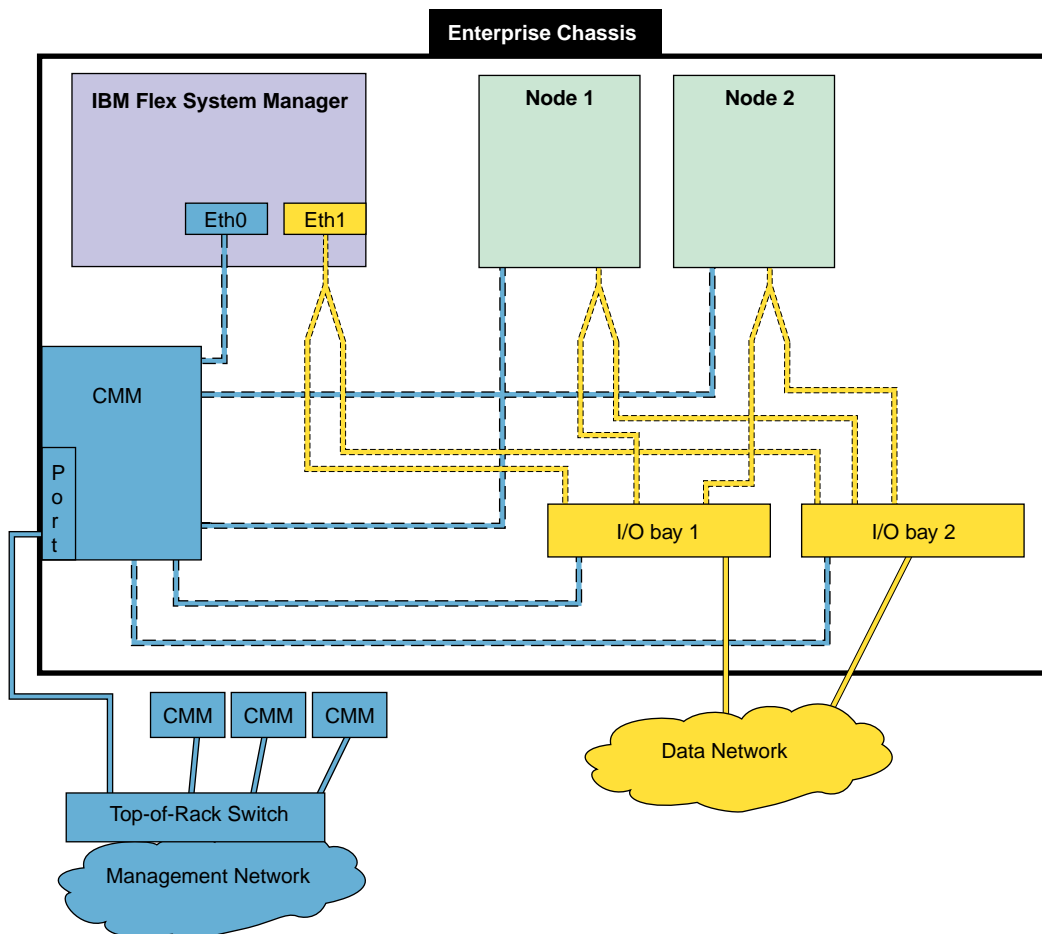 Enterprise Chassis
IBM Flex System Manager
Node 1
Node 2
Eth0
Eth1
CMM
Port
I/O bay 1
I/O bay 2
CMM
CMM
CMM
Data Network
Top-of-Rack Switch
Management Network